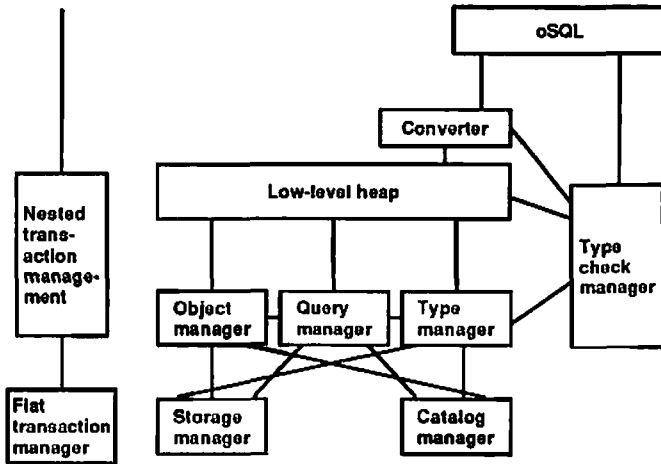 oSQL
Converter
Low-level heap
Nested
trans-
action
manage-
ment
Type
check
manager
Object
manager
Query
manager
Type
manager
Flat
transaction
manager
Storage
manager
Catalog
manager